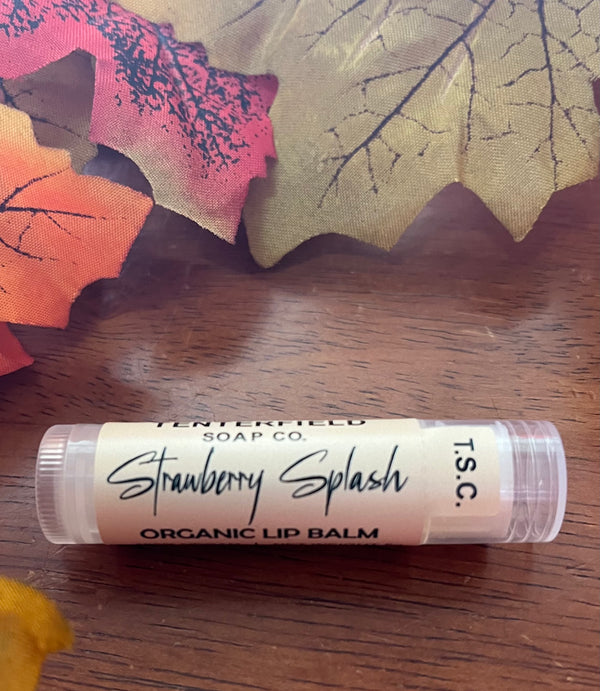 TENTERFIELD
SOAP CO.
Strawberry Splash
ORGANIC LIP BALM
T.S.C.